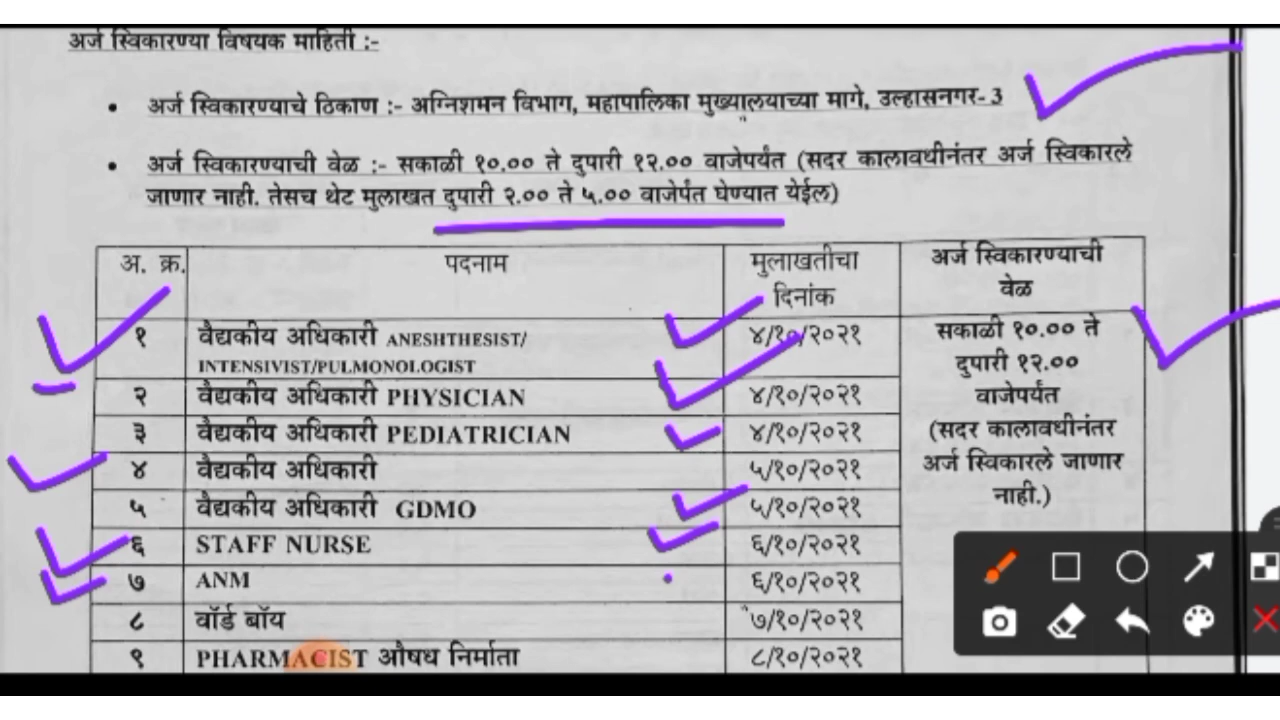 अर्ज स्विकारण्या विषयक माहिती :-
• अर्ज स्विकारण्याचे ठिकाण :- अग्निशमन विभाग, महापालिका मुख्यालयाच्या मागे, उल्हासनगर- 3
• अर्ज स्विकारण्याची वेळ :- सकाळी १०.०० ते दुपारी १२.०० वाजेपर्यंत (सदर कालावधीनंतर अर्ज स्विकारले
जाणार नाही. तेसच थेट मुलाखत दुपारी २.०० ते ५.०० वाजेपंत घेण्यात येईल)
अ. क्र. पदनाम मुलाखतीचा दिनांक अर्ज स्विकारण्याची वेळ
१ वैद्यकीय अधिकारी ANESHTHESIST/ ४/१०/२०२१ सकाळी १०.०० ते
INTENSIVIST/PULMONOLOGIST दुपारी १२.००
२ वैद्यकीय अधिकारी PHYSICIAN ४/१०/२०२१ वाजेपर्यंत
३ वैद्यकीय अधिकारी PEDIATRICIAN ४/१०/२०२१ (सदर कालावधीनंतर
४ वैद्यकीय अधिकारी ५/१०/२०२१ अर्ज स्विकारले जाणार
५ वैद्यकीय अधिकारी GDMO ५/१०/२०२१ नाही.)
६ STAFF NURSE ६/१०/२०२१
७ ANM ६/१०/२०२१
८ वॉर्ड बॉय ७/१०/२०२१
९ PHARMACIST औषध निर्माता ८/१०/२०२१